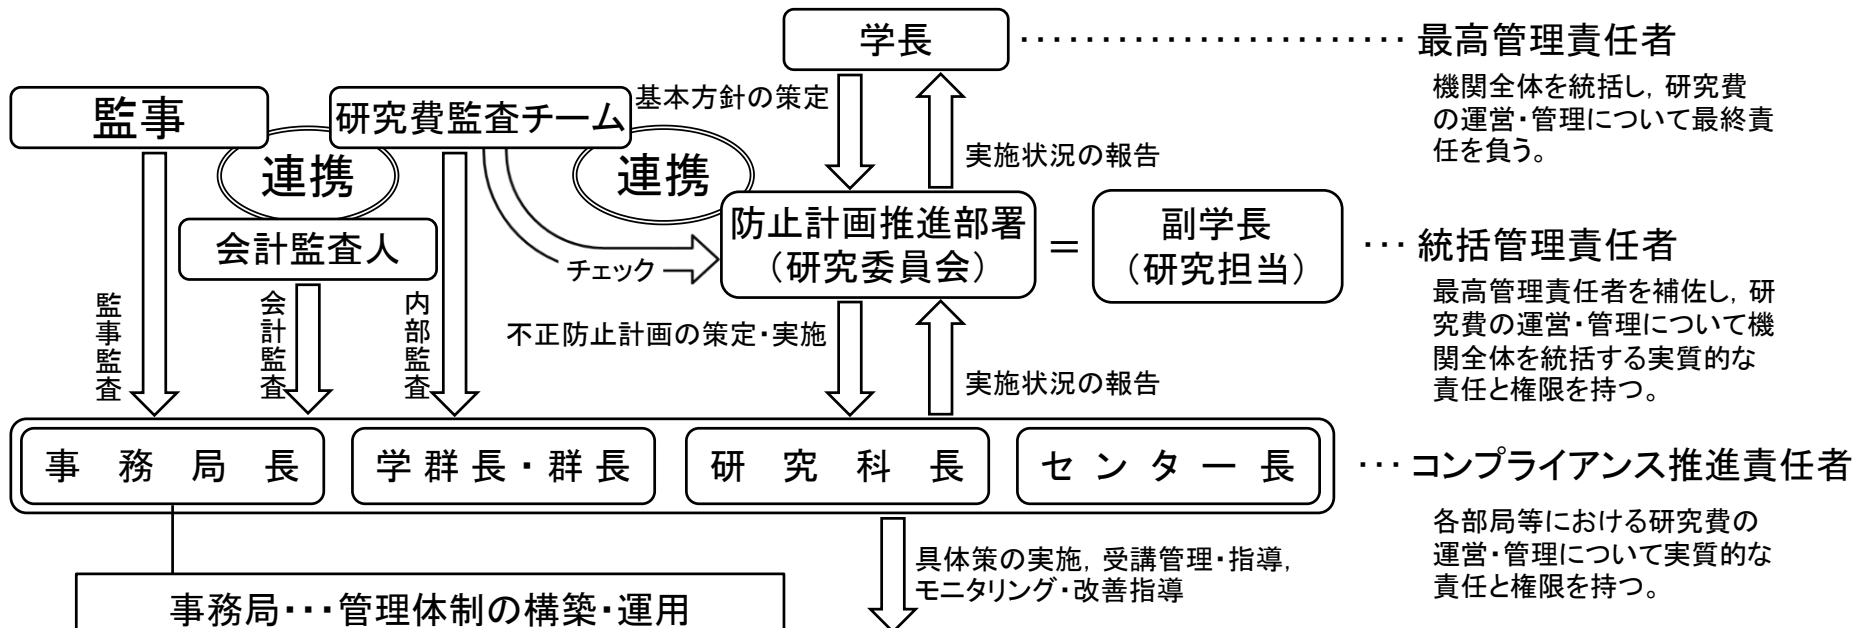 学長
・・・・・・・・・・・・・・・・・・・・・・・・ 最高管理責任者
機関全体を統括し，研究費
の運営・管理について最終責
任を負う。
監事
研究費監査チーム
基本方針の策定
連携
連携
実施状況の報告
防止計画推進部署
（研究委員会）
＝
副学長
（研究担当）
・・・ 統括管理責任者
最高管理責任者を補佐し，研
究費の運営・管理について機
関全体を統括する実質的な
責任と権限を持つ。
会計監査人
チェック
監事監査
会計監査
内部監査
不正防止計画の策定・実施
実施状況の報告
事務局長
学群長・群長
研究科長
センター長
・・・ コンプライアンス推進責任者
各部局等における研究費の
運営・管理について実質的な
責任と権限を持つ。
具体策の実施，受講管理・指導，
モニタリング・改善指導
事務局・・・管理体制の構築・運用